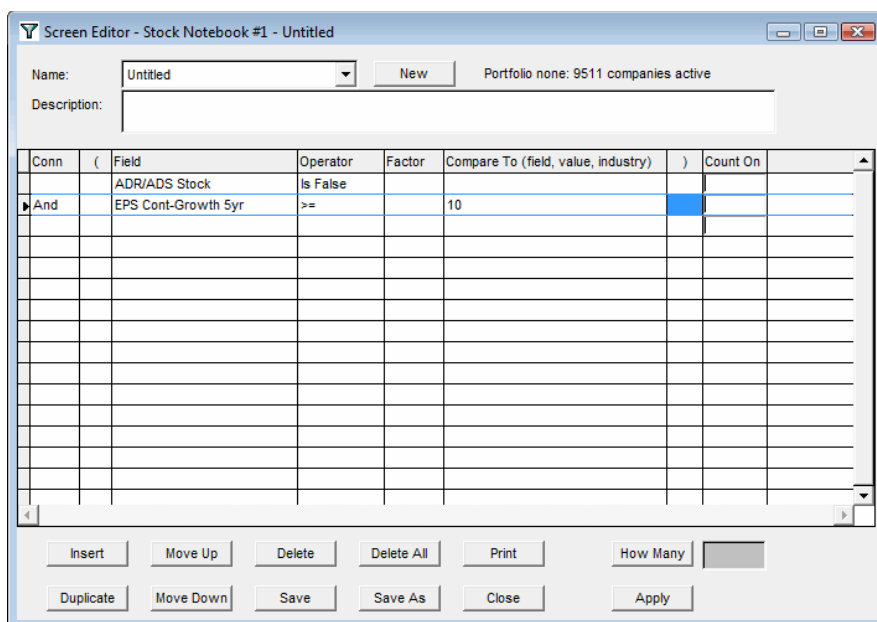 Screen Editor - Stock Notebook #1 - Untitled
Name: Untitled New Portfolio none: 9511 companies active
Description:
Conn ( Field Operator Factor Compare To (field, value, industry) ) Count On
ADR/ADS Stock Is False
And EPS Cont-Growth 5yr >= 10
Insert Move Up Delete Delete All Print How Many
Duplicate Move Down Save Save As Close Apply